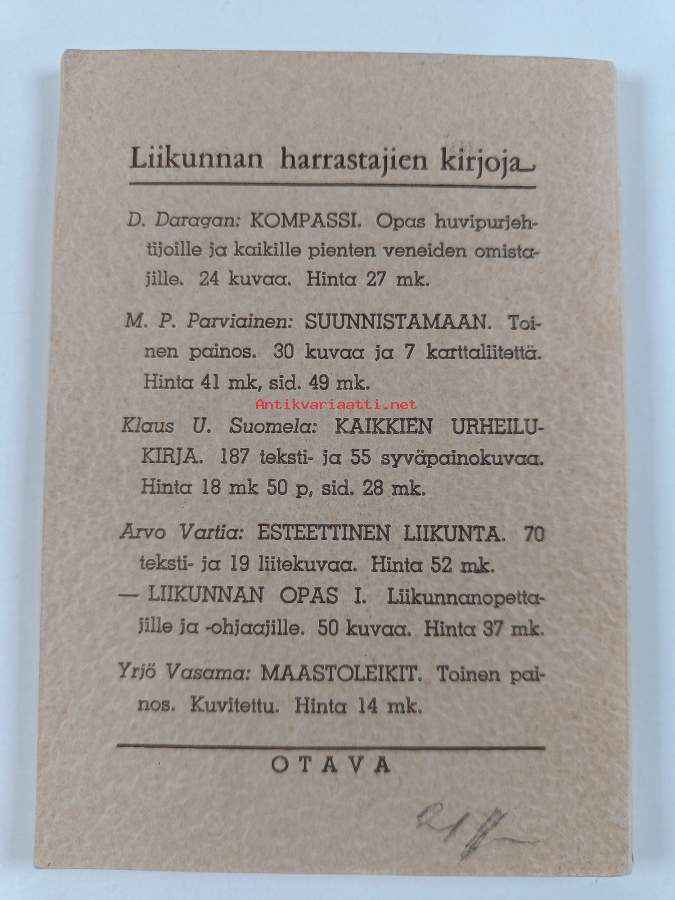 Liikunnan harrastajien kirjoja
D. Daragan: KOMPASSI. Opas huvipurjeh-
tijoille ja kaikille pienten veneiden omista-
jille. 24 kuvaa. Hinta 27 mk.
M. P. Parviainen: SUUNNISTAMAAN. Toi-
nen painos. 30 kuvaa ja 7 karttaliitettä.
Hinta 41 mk, sid. 49 mk.
Antikvariaatti.net
Klaus U. Suomela: KAIKKIEN URHEILU-
KIRJA. 187 teksti- ja 55 syväpainokuvaa.
Hinta 18 mk 50 p, sid. 28 mk.
Arvo Vartia: ESTEETTINEN LIIKUNTA. 70
teksti- ja 19 liitekuvaa. Hinta 52 mk.
— LIIKUNNAN OPAS I. Liikunnanopetta-
jille ja -ohjaajille. 50 kuvaa. Hinta 37 mk.
Yrjö Vasama: MAASTOLEIKIT. Toinen pai-
nos. Kuvitettu. Hinta 14 mk.
OTAVA